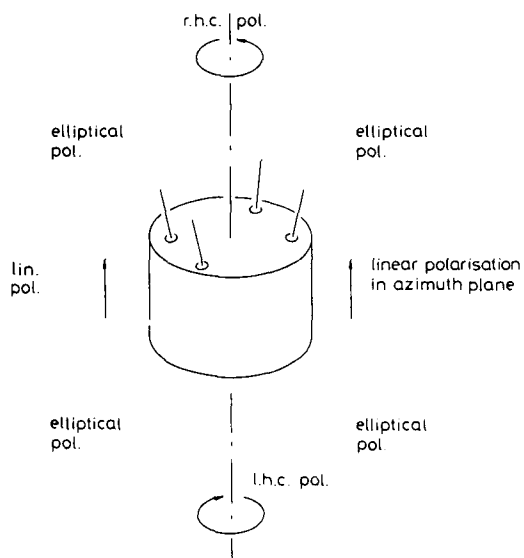 r.h.c. pol.
elliptical
pol.
elliptical
pol.
lin.
pol.
linear polarisation
in azimuth plane
elliptical
pol.
elliptical
pol.
l.h.c. pol.